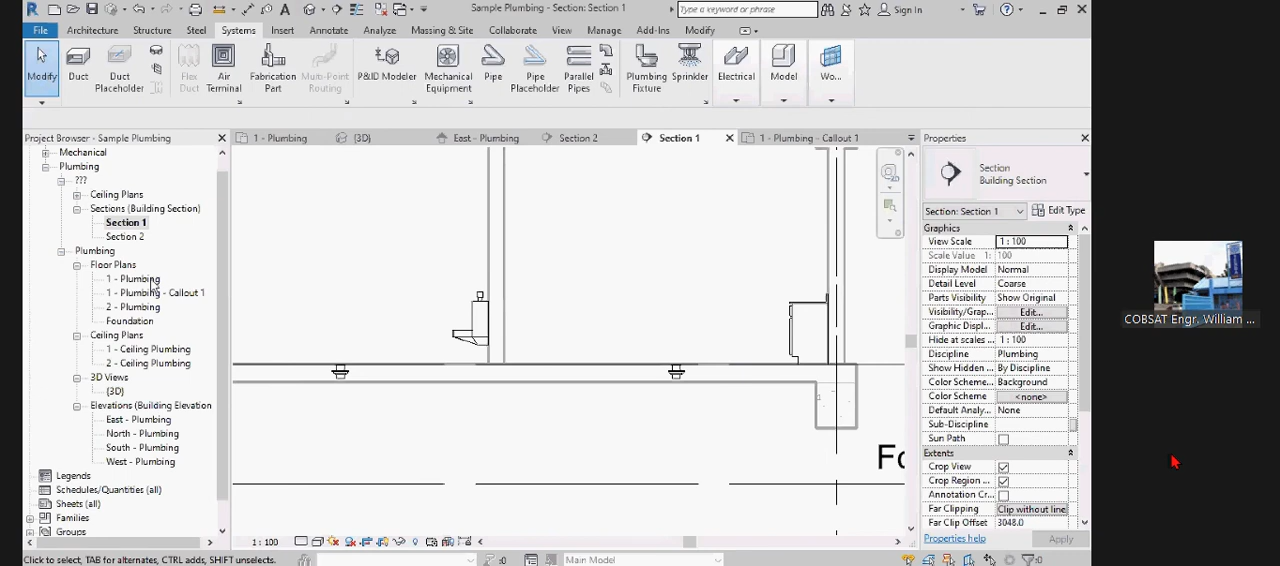 Sample Plumbing - Section: Section 1
Type a keyword or phrase
Sign In
File Architecture Structure Steel Systems Insert Annotate Analyze Massing & Site Collaborate View Manage Add-Ins Modify
Modify
Duct
Duct Placeholder
Flex Duct
Air Terminal
Fabrication Part
Multi-Point Routing
P&ID Modeler
Mechanical Equipment
Pipe
Pipe Placeholder
Parallel Pipes
Plumbing Fixture
Sprinkler
Electrical
Model
Wo...
Project Browser - Sample Plumbing
1 - Plumbing
(3D)
East - Plumbing
Section 2
Section 1
1 - Plumbing - Callout 1
Properties
Mechanical
Plumbing
???
Ceiling Plans
Sections (Building Section)
Section 1
Section 2
Plumbing
Floor Plans
1 - Plumbing
1 - Plumbing - Callout 1
2 - Plumbing
Foundation
Ceiling Plans
1 - Ceiling Plumbing
2 - Ceiling Plumbing
3D Views
(3D)
Elevations (Building Elevation
East - Plumbing
North - Plumbing
South - Plumbing
West - Plumbing
Legends
Schedules/Quantities (all)
Sheets (all)
Families
Groups
Fo
Section
Building Section
Section: Section 1
Edit Type
Graphics
View Scale 1 : 100
Scale Value 1: 100
Display Model Normal
Detail Level Coarse
Parts Visibility Show Original
Visibility/Grap... Edit...
Graphic Displ... Edit...
Hide at scales ... 1 : 100
Discipline Plumbing
Show Hidden ... By Discipline
Color Scheme... Background
Color Scheme <none>
Default Analy... None
Sub-Discipline
Sun Path
Extents
Crop View
Crop Region ...
Annotation Cr...
Far Clipping Clip without line
Far Clip Offset 3048.0
Properties help
Apply
1 : 100
Click to select, TAB for alternates, CTRL adds, SHIFT unselects.
:0
Main Model
:0
COBSAT Engr. William ...